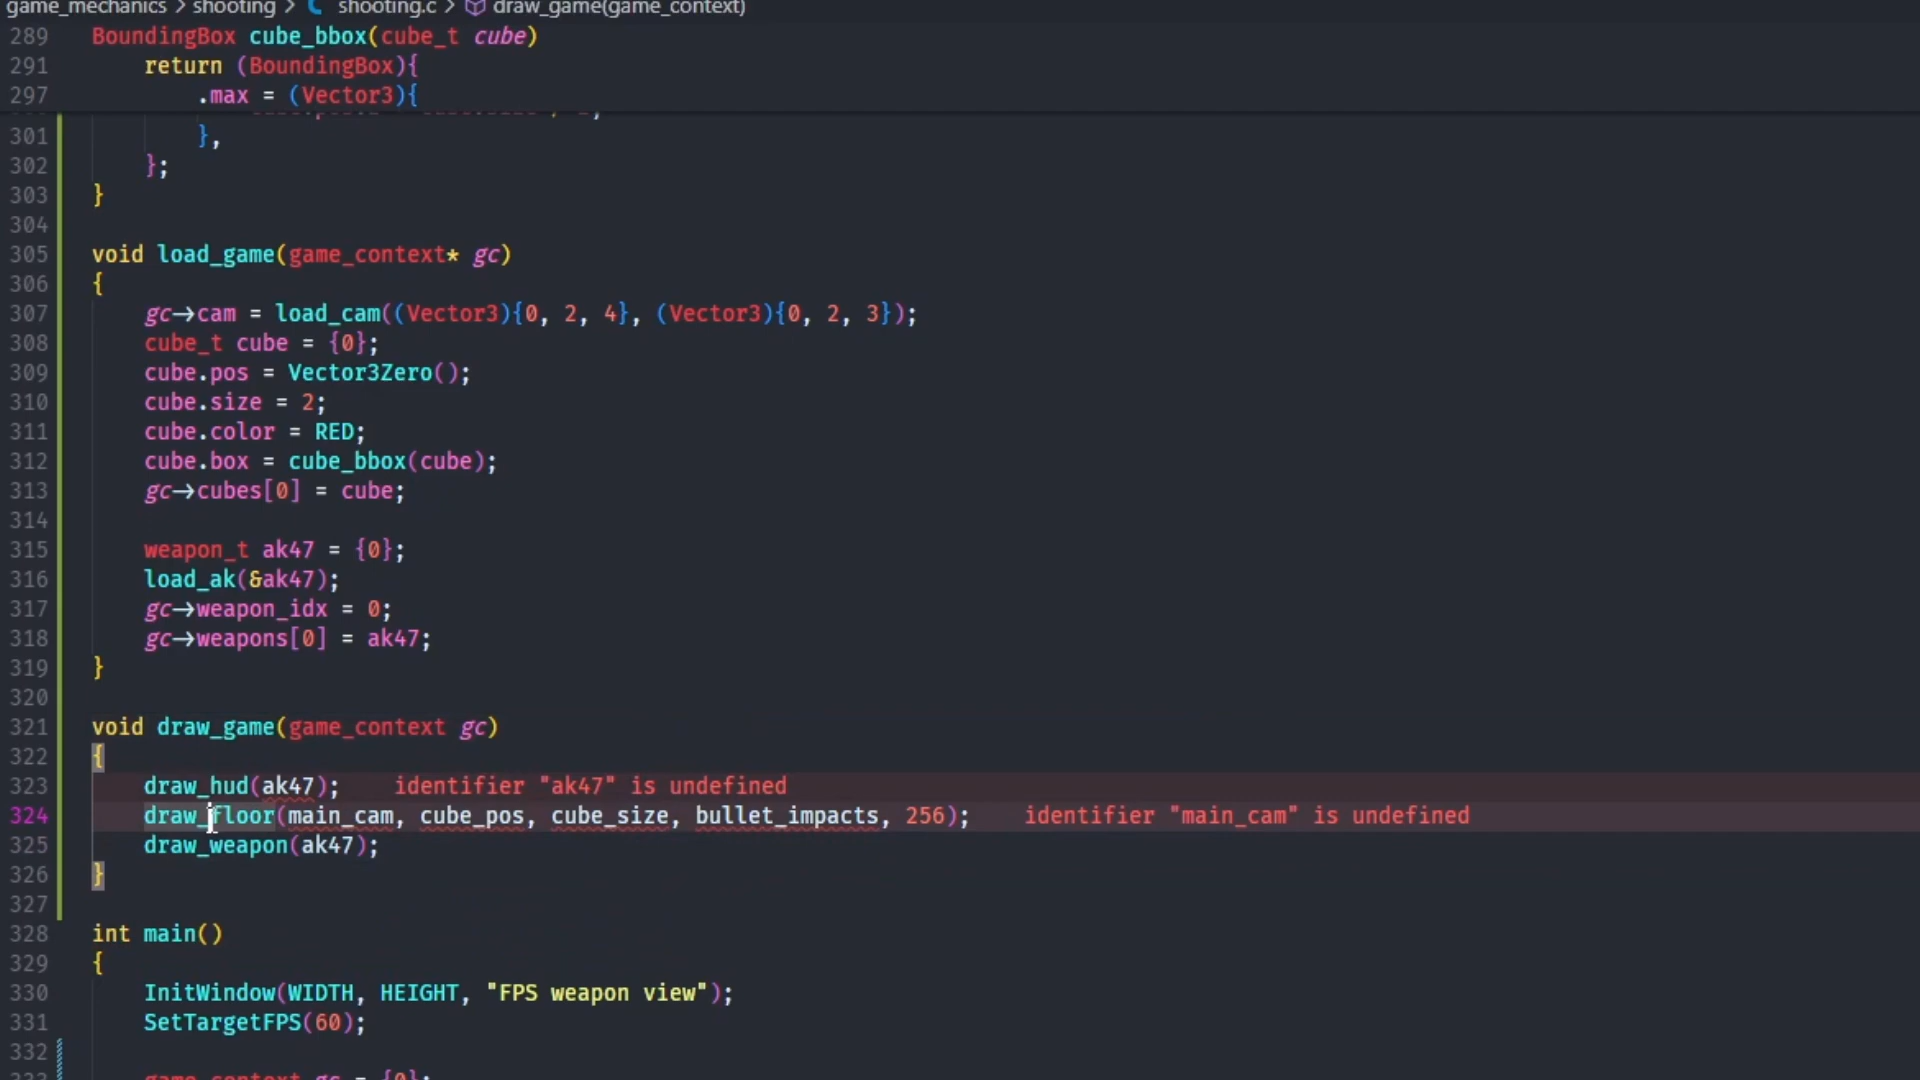 game_mechanics > shooting > C shooting.c > draw_game(game_context)
289 BoundingBox cube_bbox(cube_t cube)
291 return (BoundingBox){
297 .max = (Vector3){
301 },
302 };
303 }
304
305 void load_game(game_context* gc)
306 {
307 gc→cam = load_cam((Vector3){0, 2, 4}, (Vector3){0, 2, 3});
308 cube_t cube = {0};
309 cube.pos = Vector3Zero();
310 cube.size = 2;
311 cube.color = RED;
312 cube.box = cube_bbox(cube);
313 gc→cubes[0] = cube;
314
315 weapon_t ak47 = {0};
316 load_ak(&ak47);
317 gc→weapon_idx = 0;
318 gc→weapons[0] = ak47;
319 }
320
321 void draw_game(game_context gc)
322 {
323 draw_hud(ak47); identifier "ak47" is undefined
324 draw_floor(main_cam, cube_pos, cube_size, bullet_impacts, 256); identifier "main_cam" is undefined
325 draw_weapon(ak47);
326 }
327
328 int main()
329 {
330 InitWindow(WIDTH, HEIGHT, "FPS weapon view");
331 SetTargetFPS(60);
332
333 game_context gc = {0};